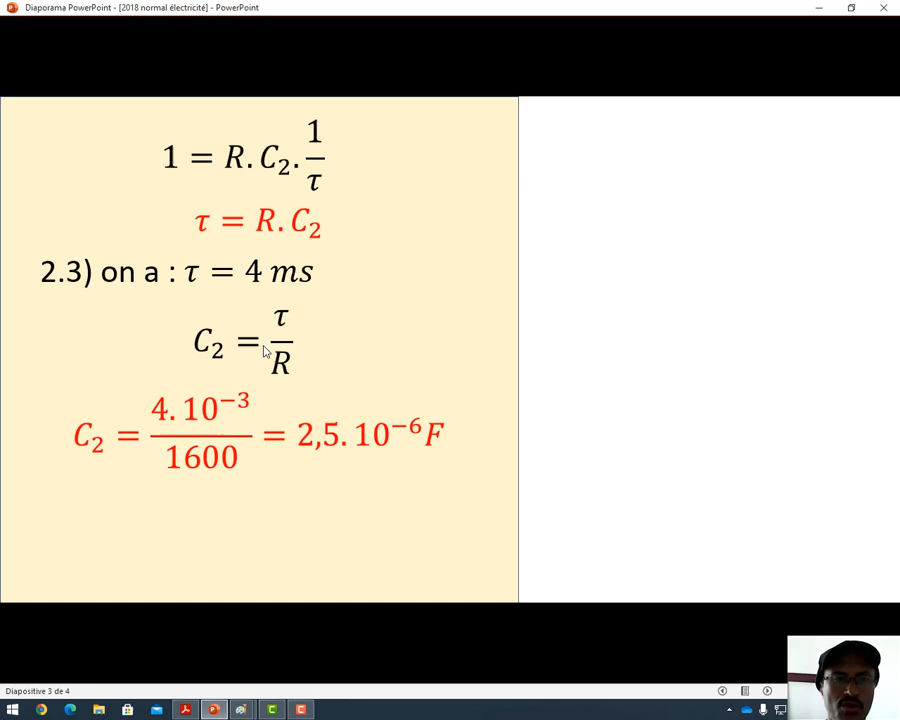 Diaporama PowerPoint - [2018 normal électricité] - PowerPoint
1 = R. C₂. 1/τ
τ = R. C₂
2.3) on a : τ = 4 ms
C₂ = τ/R
C₂ = 4. 10⁻³/1600 = 2,5. 10⁻⁶ F
Diapositive 3 de 4